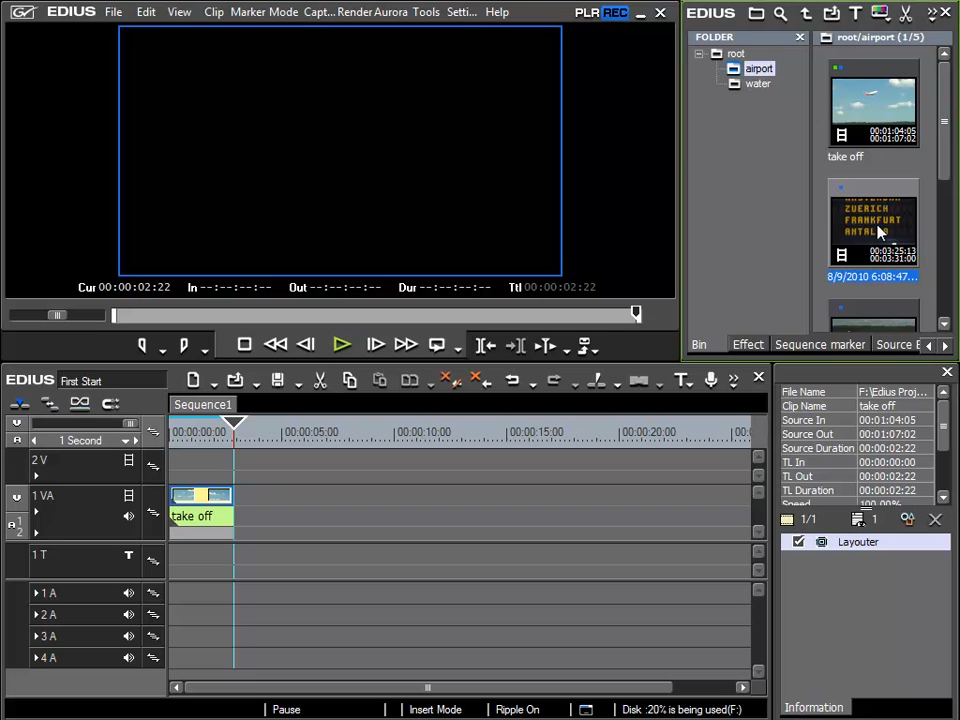 EDIUS File Edit View Clip Marker Mode Capt... Render Aurora Tools Setti... Help PLR REC
EDIUS
FOLDER
root/airport (1/5)
root
airport
water
00:01:04:05
00:01:07:02
take off
ZUERICH
FRANKFURT
00:03:25:13
00:03:31:00
8/9/2010 6:08:47...
Cur 00:00:02:22 In --:--:--:-- Out --:--:--:-- Dur --:--:--:-- Ttl 00:00:02:22
Bin Effect Sequence marker Source E
EDIUS First Start
Sequence1
1 Second
00:00:00:00 00:00:05:00 00:00:10:00 00:00:15:00 00:00:20:00 00:0
2 V
1 VA
take off
1
2
1 T T
1 A
2 A
3 A
4 A
File Name F:\Edius Proj...
Clip Name take off
Source In 00:01:04:05
Source Out 00:01:07:02
Source Duration 00:00:02:22
TL In 00:00:00:00
TL Out 00:00:02:22
TL Duration 00:00:02:22
Speed 100.00%
1/1 1
Layouter
Information
Pause Insert Mode Ripple On Disk :20% is being used(F:)